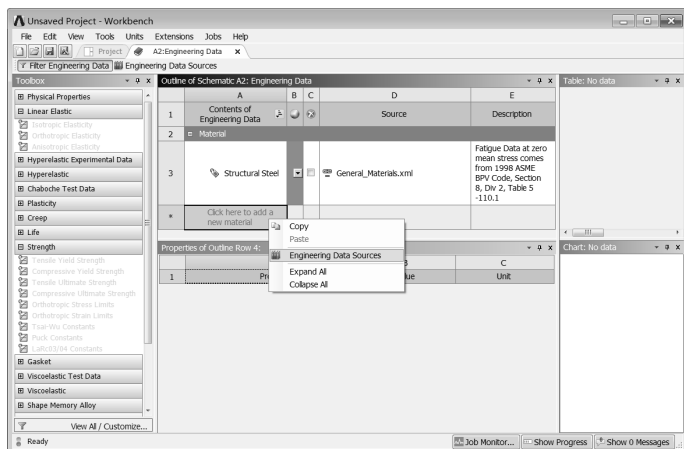 Unsaved Project - Workbench
File Edit View Tools Units Extensions Jobs Help
Project A2:Engineering Data x
Filter Engineering Data Engineering Data Sources
Toolbox
Physical Properties
Linear Elastic
Isotropic Elasticity
Orthotropic Elasticity
Anisotropic Elasticity
Hyperelastic Experimental Data
Hyperelastic
Chaboche Test Data
Plasticity
Creep
Life
Strength
Tensile Yield Strength
Compressive Yield Strength
Tensile Ultimate Strength
Compressive Ultimate Strength
Orthotropic Stress Limits
Orthotropic Strain Limits
Tsai-Wu Constants
Puck Constants
LaRc03/04 Constants
Gasket
Viscoelastic Test Data
Viscoelastic
Shape Memory Alloy
View All / Customize...
Outline of Schematic A2: Engineering Data
A B C D E
1 Contents of Engineering Data Source Description
2 Material
3 Structural Steel General_Materials.xml
Fatigue Data at zero
mean stress comes
from 1998 ASME
BPV Code, Section
8, Div 2, Table 5
-110.1
* Click here to add a
new material
Copy
Paste
Engineering Data Sources
Expand All
Collapse All
Properties of Outline Row 4:
B C
1 Pro ue Unit
Table: No data
Chart: No data
Ready
Job Monitor... Show Progress Show 0 Messages